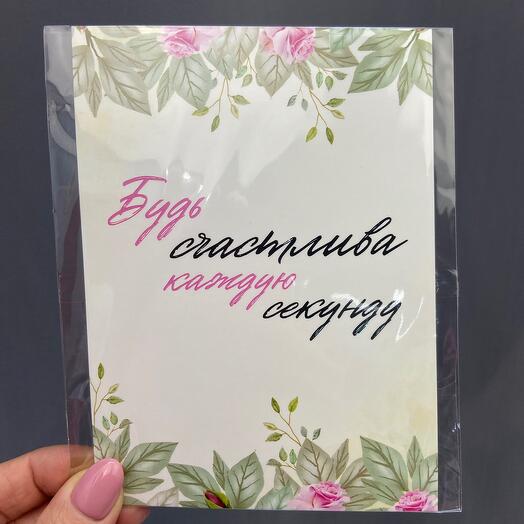 Будь
счастлива
каждую
секунду